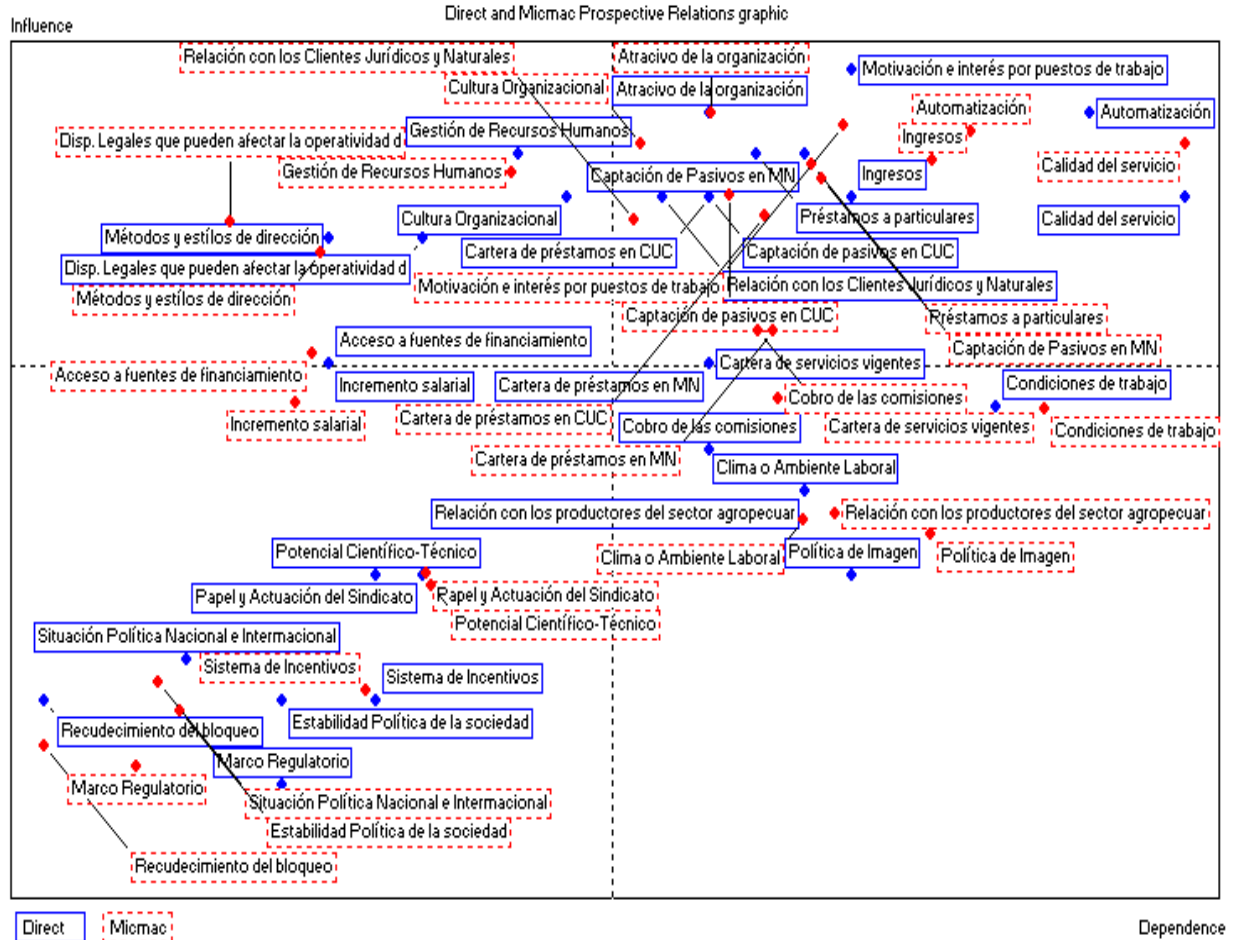 Direct and Micmac Prospective Relations graphic
Influence
Relación con los Clientes Jurídicos y Naturales
Atracivo de la organización
Motivación e interés por puestos de trabajo
Cultura Organizacional
Atracivo de la organización
Automatización
Automatización
Gestión de Recursos Humanos
Disp. Legales que pueden afectar la operatividad d
Ingresos
Gestión de Recursos Humanos
Captación de Pasivos en MN
Ingresos
Calidad del servicio
Cultura Organizacional
Préstamos a particulares
Calidad del servicio
Métodos y estílos de dirección
Cartera de préstamos en CUC
Captación de pasivos en CUC
Disp. Legales que pueden afectar la operatividad d
Métodos y estílos de dirección
Motivación e interés por puestos de trabajo
Relación con los Clientes Jurídicos y Naturales
Captación de pasivos en CUC
Préstamos a particulares
Acceso a fuentes de financiamiento
Captación de Pasivos en MN
Cartera de servicios vigentes
Acceso a fuentes de financiamiento
Incremento salarial
Cartera de préstamos en MN
Condiciones de trabajo
Cobro de las comisiones
Incremento salarial
Cartera de préstamos en CUC
Cobro de las comisiones
Cartera de servicios vigentes
Condiciones de trabajo
Cartera de préstamos en MN
Clima o Ambiente Laboral
Relación con los productores del sector agropecuar
Relación con los productores del sector agropecuar
Potencial Científico-Técnico
Clima o Ambiente Laboral
Política de Imagen
Política de Imagen
Papel y Actuación del Sindicato
Papel y Actuación del Sindicato
Potencial Científico-Técnico
Situación Política Nacional e Internacional
Sistema de Incentivos
Sistema de Incentivos
Estabilidad Política de la sociedad
Recudecimiento del bloqueo
Marco Regulatorio
Marco Regulatorio
Situación Política Nacional e Internacional
Estabilidad Política de la sociedad
Recudecimiento del bloqueo
Direct
Micmac
Dependence